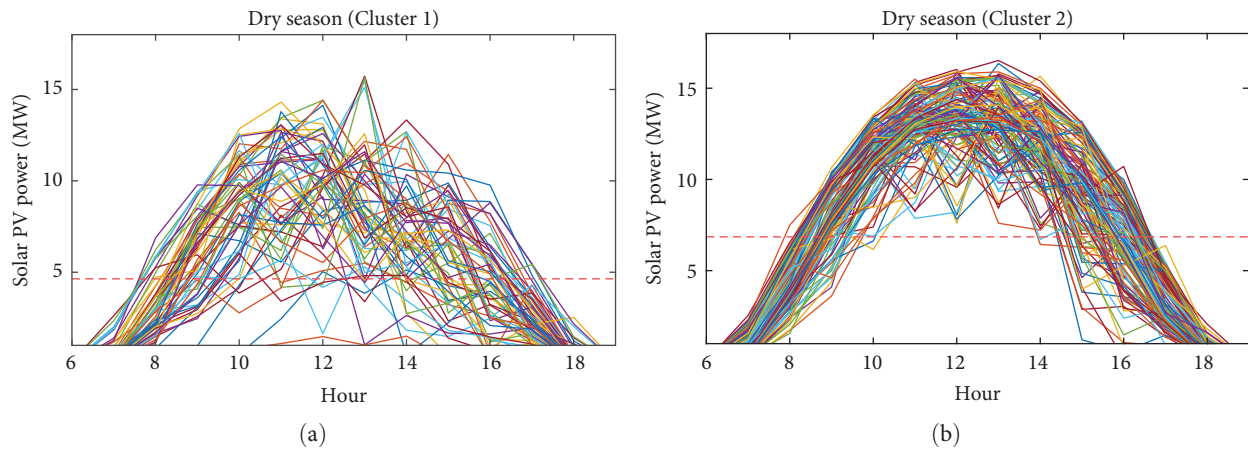 Dry season (Cluster 1)
Solar PV power (MW)
15
10
5
6 8 10 12 14 16 18
Hour
(a)
Dry season (Cluster 2)
Solar PV power (MW)
15
10
5
6 8 10 12 14 16 18
Hour
(b)